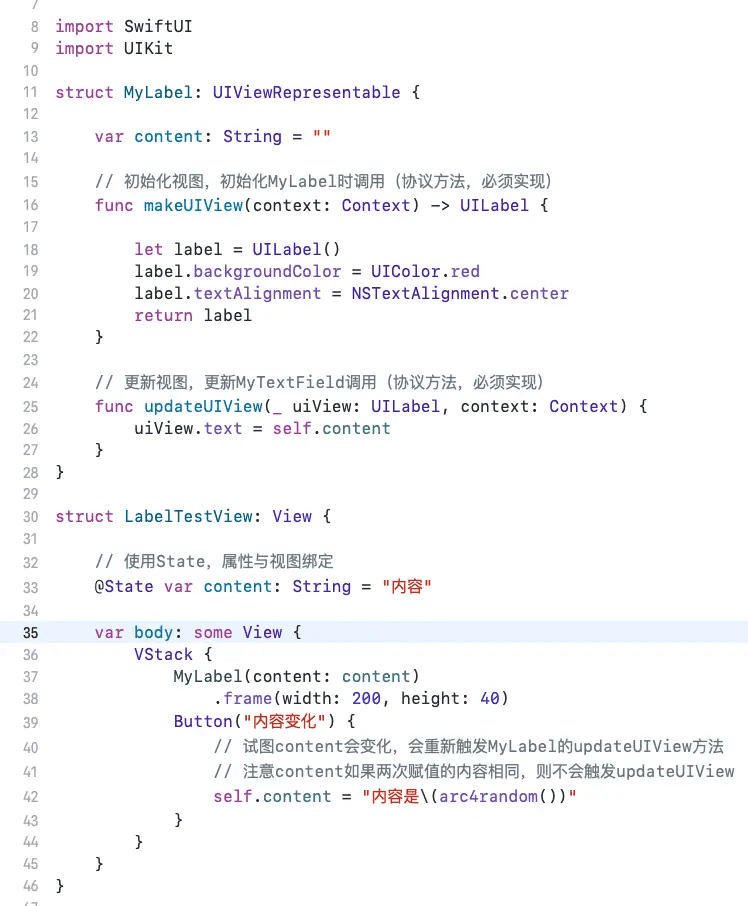 7
8 import SwiftUI
9 import UIKit
10
11 struct MyLabel: UIViewRepresentable {
12
13     var content: String = ""
14
15     // 初始化视图，初始化MyLabel时调用（协议方法，必须实现）
16     func makeUIView(context: Context) -> UILabel {
17
18         let label = UILabel()
19         label.backgroundColor = UIColor.red
20         label.textAlignment = NSTextAlignment.center
21         return label
22     }
23
24     // 更新视图，更新MyTextField调用（协议方法，必须实现）
25     func updateUIView(_ uiView: UILabel, context: Context) {
26         uiView.text = self.content
27     }
28 }
29
30 struct LabelTestView: View {
31
32     // 使用State，属性与视图绑定
33     @State var content: String = "内容"
34
35     var body: some View {
36         VStack {
37             MyLabel(content: content)
38                 .frame(width: 200, height: 40)
39             Button("内容变化") {
40                 // 试图content会变化，会重新触发MyLabel的updateUIView方法
41                 // 注意content如果两次赋值的内容相同，则不会触发updateUIView
42                 self.content = "内容是\(arc4random())"
43             }
44         }
45     }
46 }
47